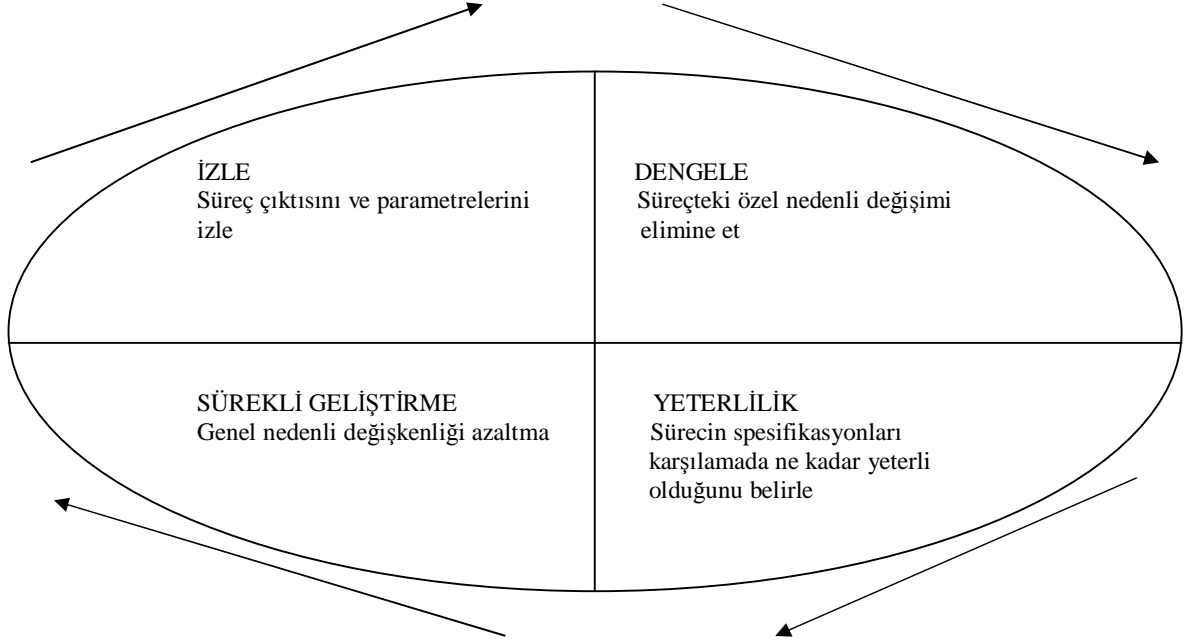 İZLE
Süreç çıktısını ve parametrelerini
izle
DENGELE
Süreçteki özel nedenli değişimi
elimine et
SÜREKLİ GELİŞTİRME
Genel nedenli değişkenliği azaltma
YETERLİLİK
Sürecin spesifikasyonları
karşılamada ne kadar yeterli
olduğunu belirle